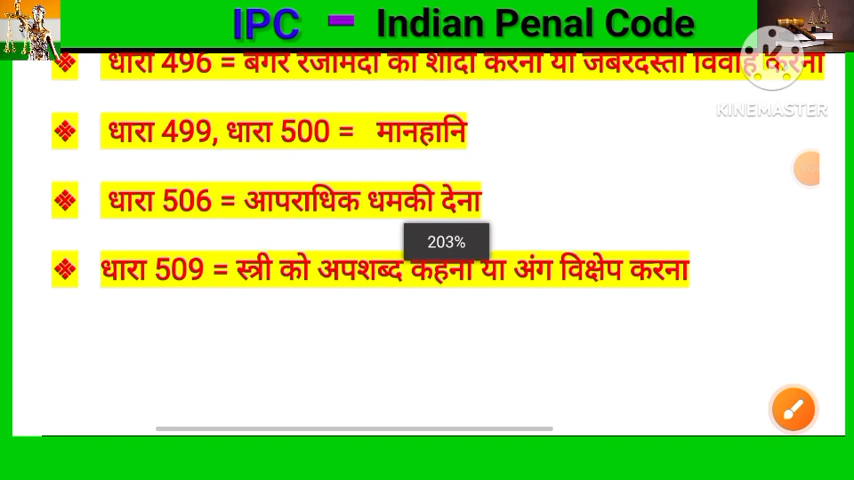 IPC - Indian Penal Code
❖ धारा 496 = बगैर रजामंदी की शादी करना या जबरदस्ती विवाह करना
KINEMASTER
❖ धारा 499, धारा 500 = मानहानि
❖ धारा 506 = आपराधिक धमकी देना
203%
❖ धारा 509 = स्त्री को अपशब्द कहना या अंग विक्षेप करना